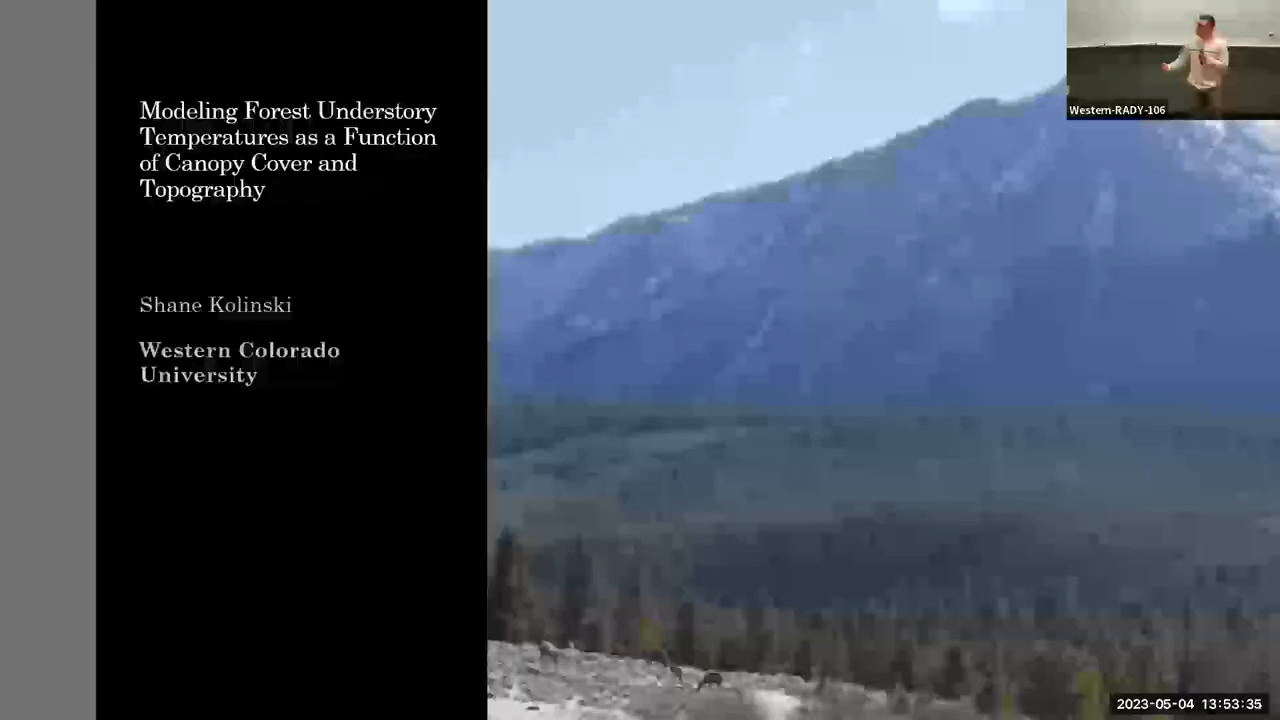 Modeling Forest Understory
Temperatures as a Function
of Canopy Cover and
Topography
Shane Kolinski
Western Colorado
University
Western-RADY-106
2023-05-04 13:53:35